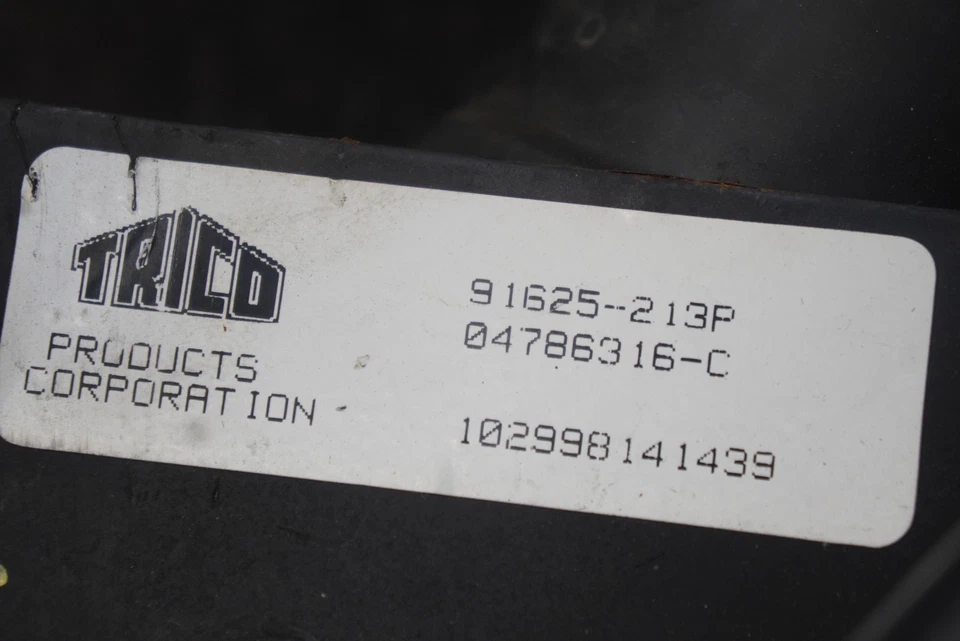 TRICO
PRODUCTS
CORPORATION
91625-213P
04786316-C
102998141439